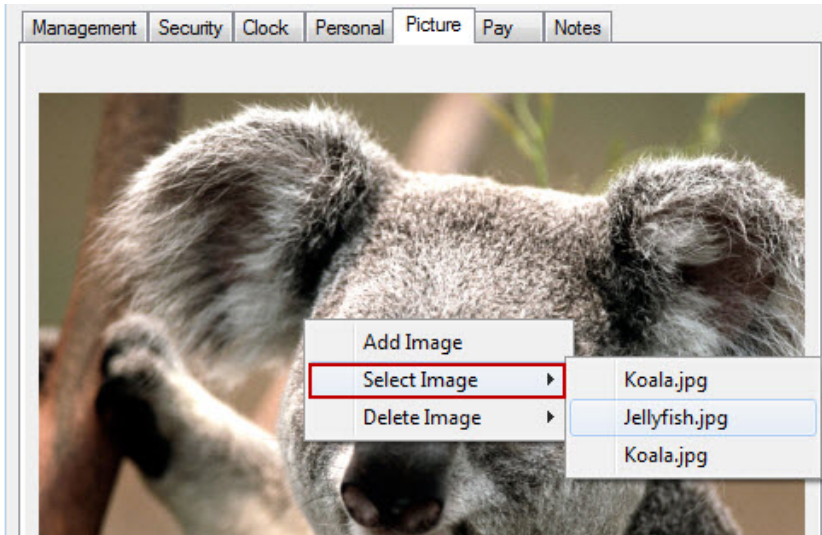 Management Security Clock Personal Picture Pay Notes
Add Image
Select Image
Delete Image
Koala.jpg
Jellyfish.jpg
Koala.jpg